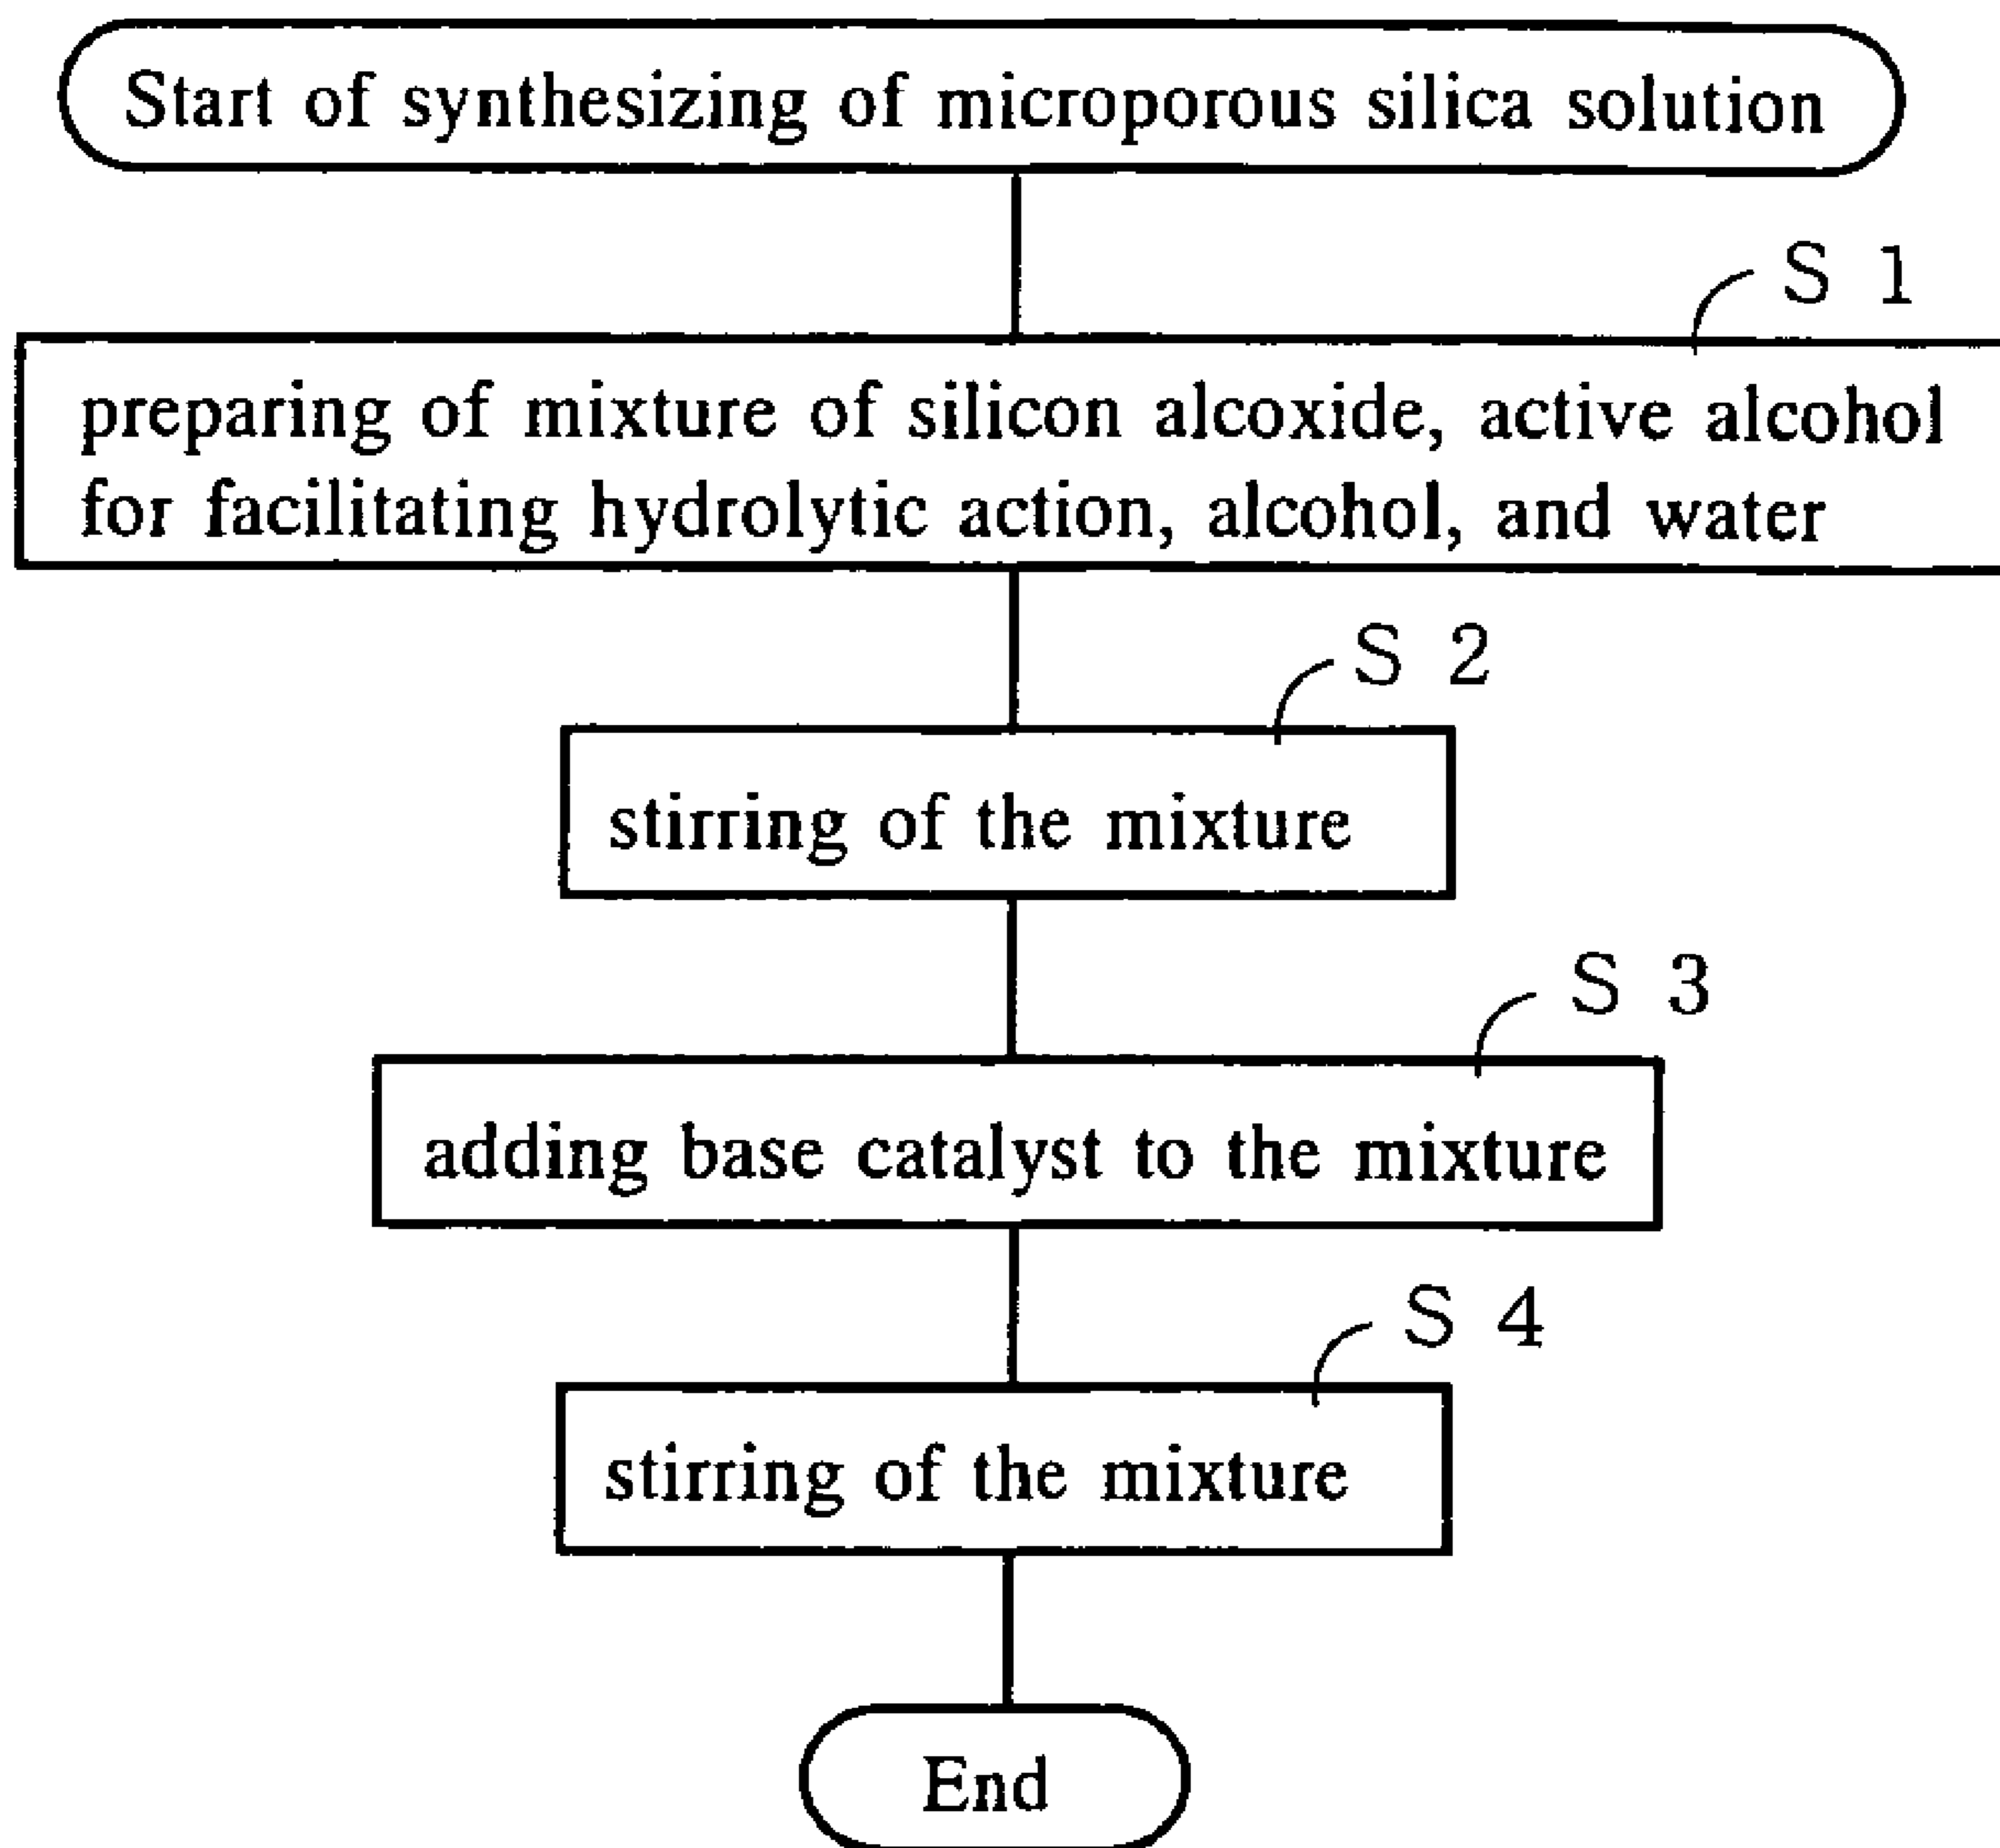 Start of synthesizing of microporous silica solution
S 1
preparing of mixture of silicon alcoxide, active alcohol
for facilitating hydrolytic action, alcohol, and water
S 2
stirring of the mixture
S 3
adding base catalyst to the mixture
S 4
stirring of the mixture
End